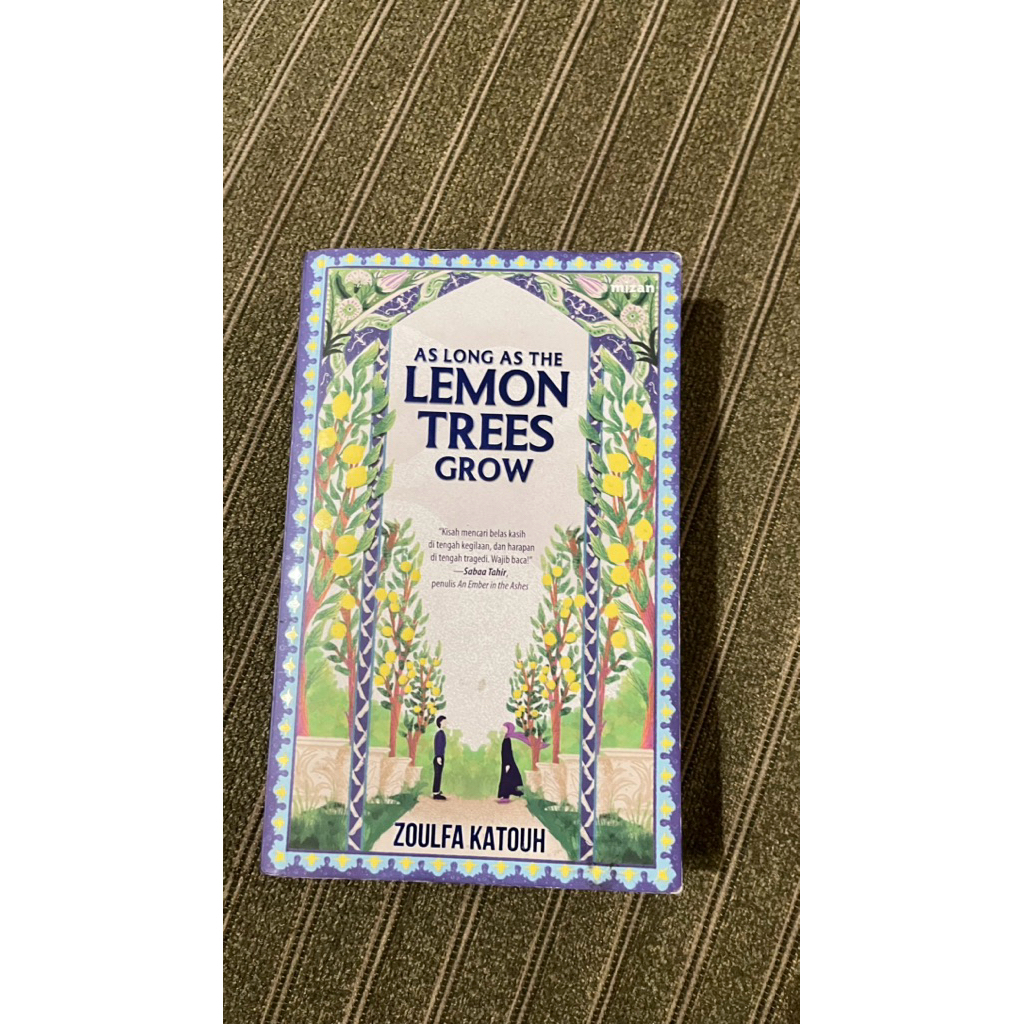 mizan
AS LONG AS THE
LEMON
TREES
GROW
"Kisah mencari belas kasih
di tengah kegilaan, dan harapan
di tengah tragedi. Wajib baca!"
—Sabaa Tahir,
penulis An Ember in the Ashes
ZOULFA KATOUH